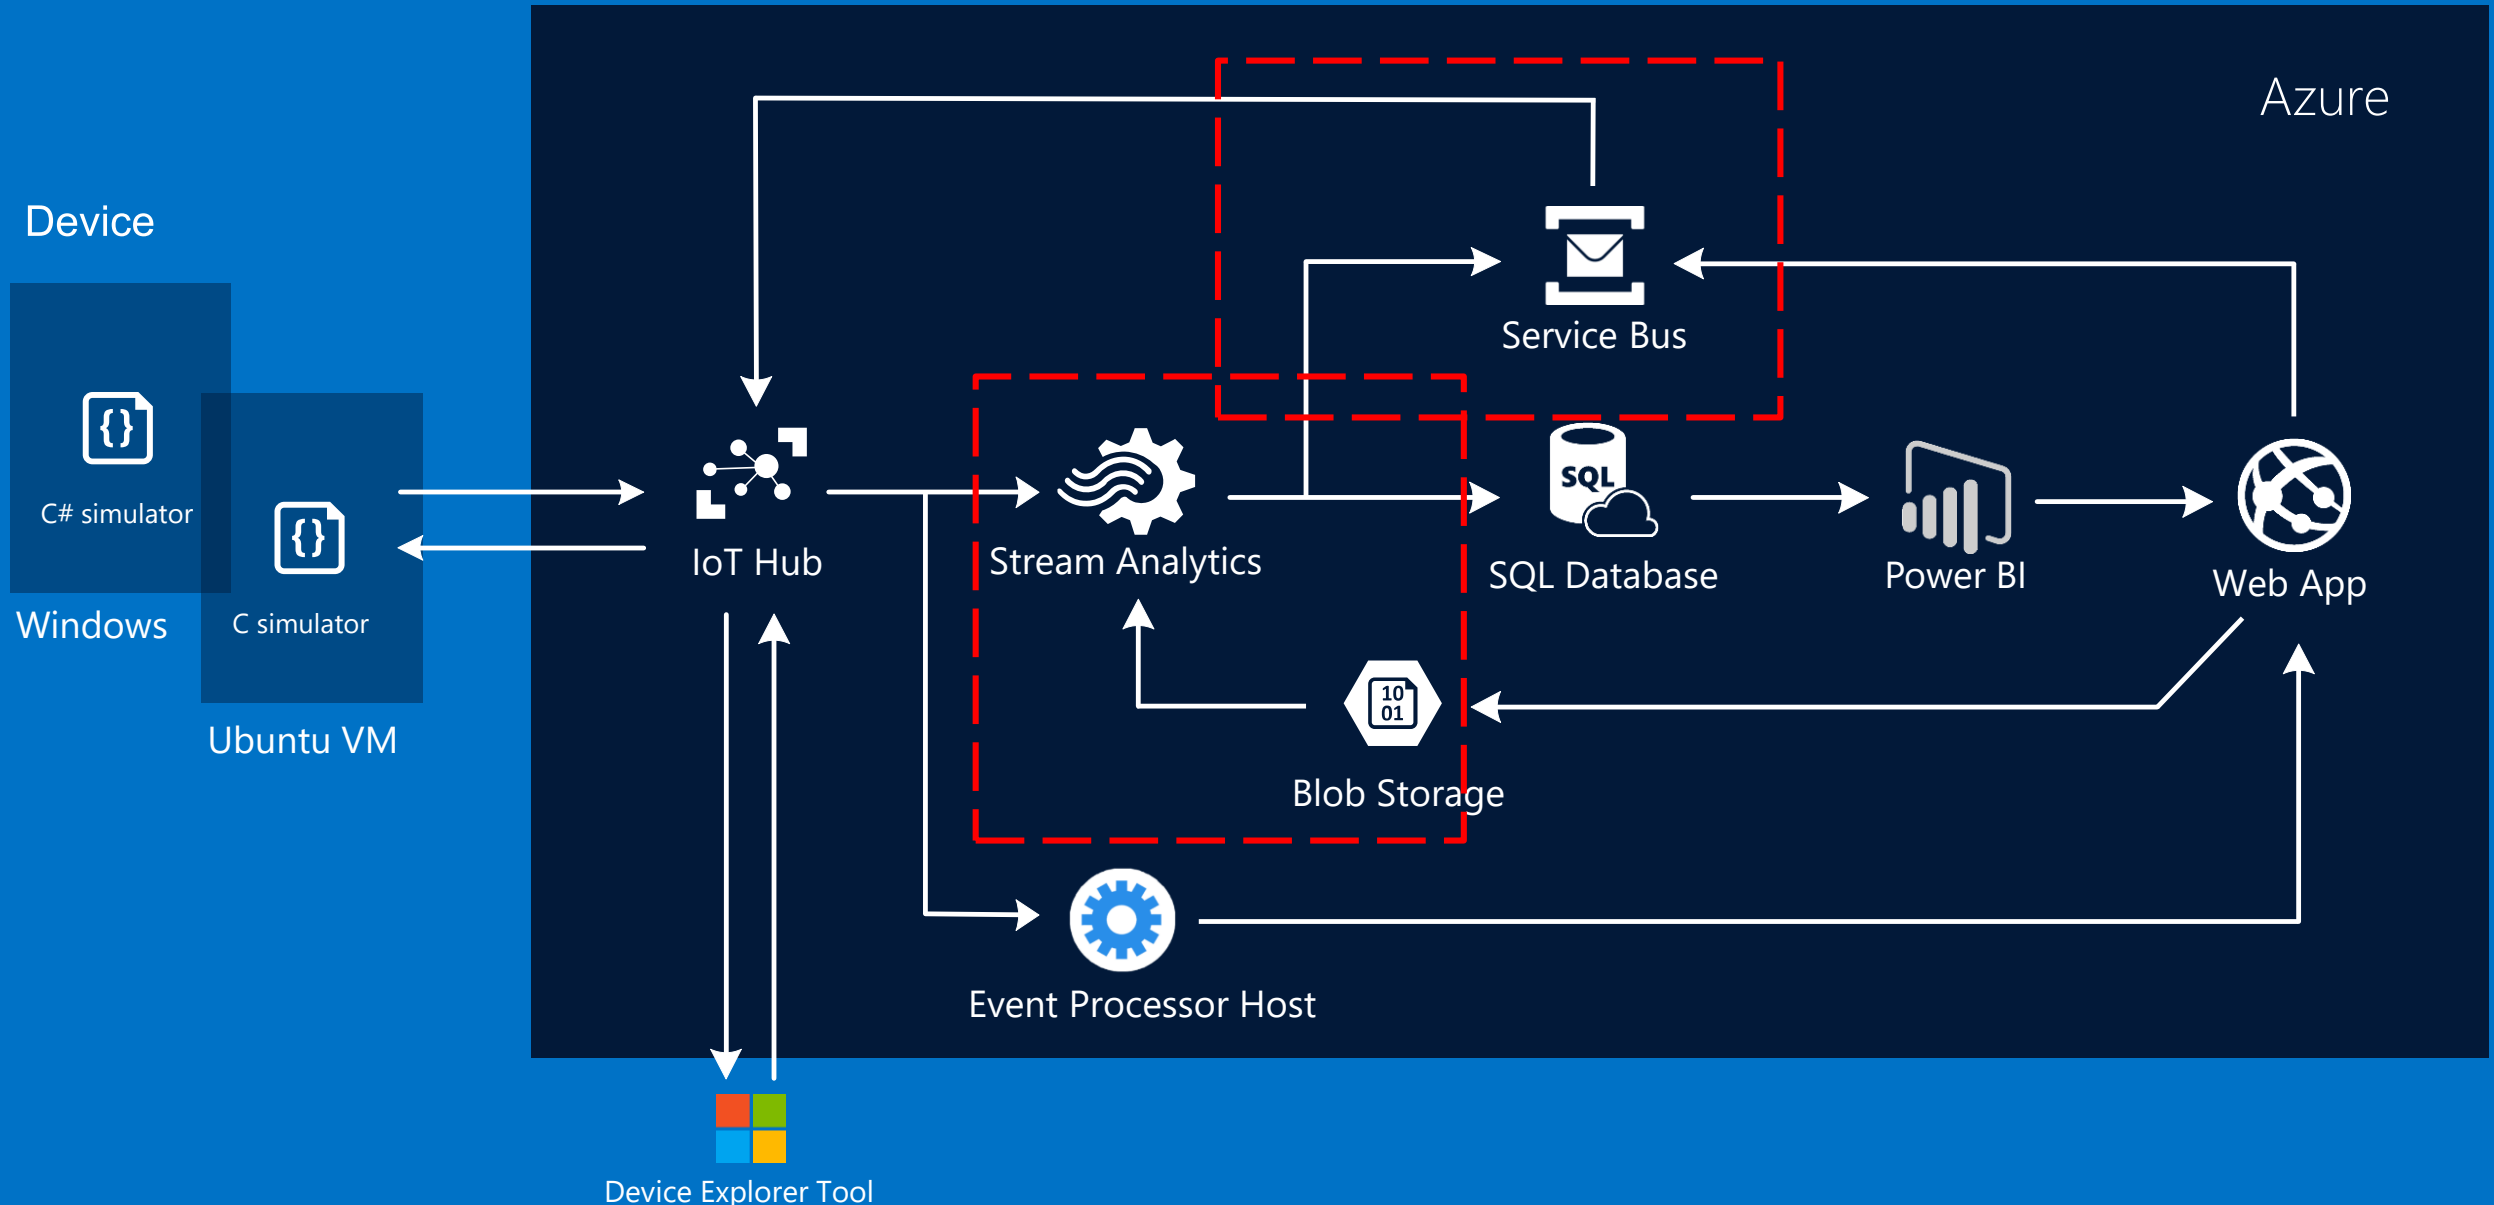 Azure
Device
Service Bus
{}
C# simulator
Windows
{}
C simulator
Ubuntu VM
IoT Hub
Stream Analytics
SQL
SQL Database
Power BI
Web App
10
01
Blob Storage
Event Processor Host
Device Explorer Tool